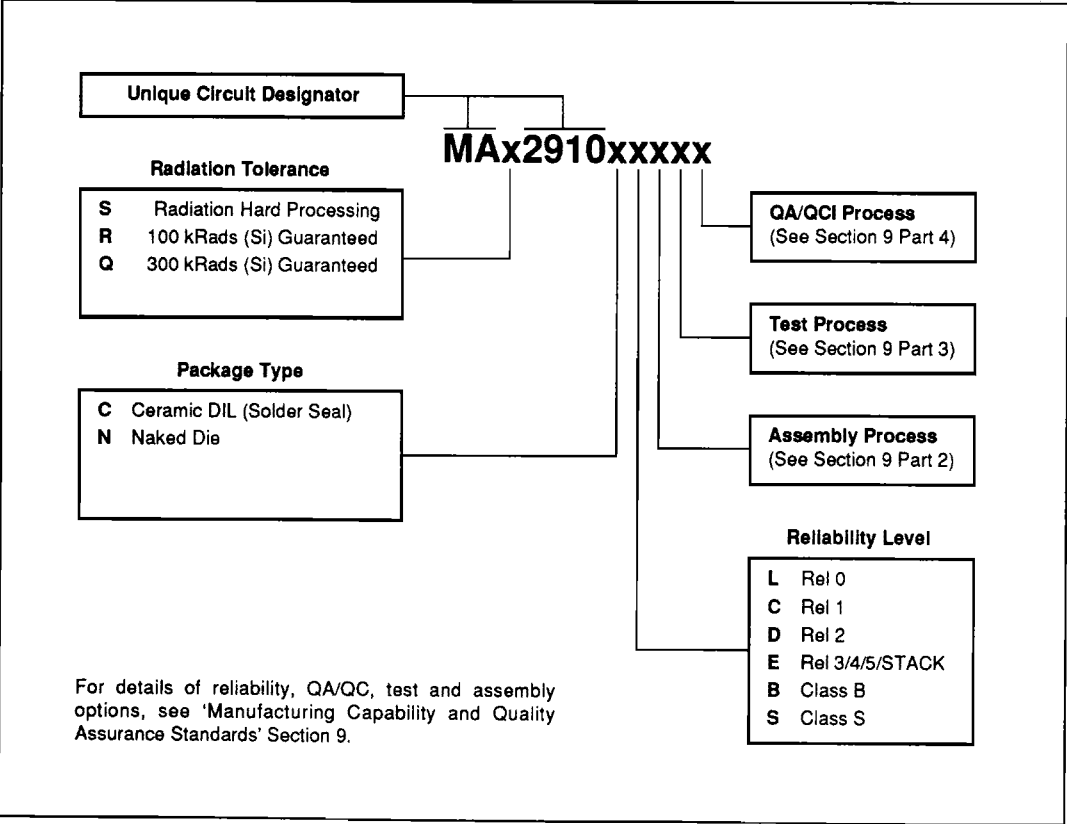 Unique Circuit Designator
MAx2910xxxxx
Radiation Tolerance
S Radiation Hard Processing
R 100 kRads (Si) Guaranteed
Q 300 kRads (Si) Guaranteed
Package Type
C Ceramic DIL (Solder Seal)
N Naked Die
QA/QCI Process
(See Section 9 Part 4)
Test Process
(See Section 9 Part 3)
Assembly Process
(See Section 9 Part 2)
Reliability Level
L Rel 0
C Rel 1
D Rel 2
E Rel 3/4/5/STACK
B Class B
S Class S
For details of reliability, QA/QC, test and assembly
options, see 'Manufacturing Capability and Quality
Assurance Standards' Section 9.